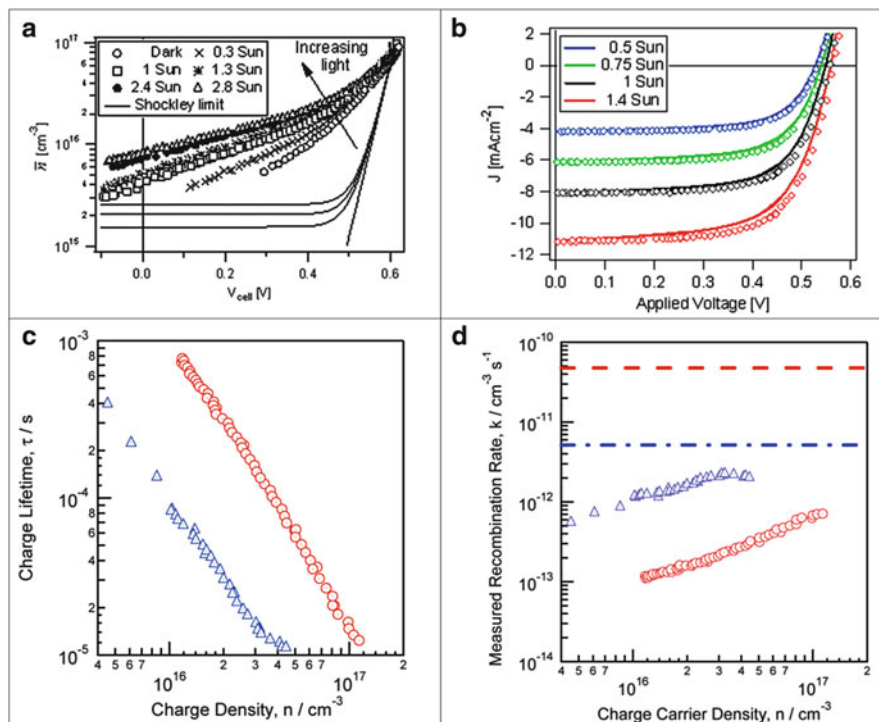 a
Dark
0.3 Sun
1 Sun
1.3 Sun
2.4 Sun
2.8 Sun
Shockley limit
Increasing
light
10^17
8
6
4
2
10^16
8
6
4
2
10^15
n̅ [cm^-3]
0.0
0.2
0.4
0.6
V_cell [V]
b
0.5 Sun
0.75 Sun
1 Sun
1.4 Sun
2
0
-2
-4
-6
-8
-10
-12
J [mAcm^-2]
0.0
0.1
0.2
0.3
0.4
0.5
0.6
Applied Voltage [V]
c
10^-3
8
6
4
2
10^-4
8
6
4
2
10^-5
Charge Lifetime, τ / s
4 5 6 7
10^16
2 3 4 5 6 7
10^17
2
Charge Density, n / cm^-3
d
10^-10
10^-11
10^-12
10^-13
10^-14
Measured Recombination Rate, k / cm^-3 s^-1
4 5 6 7
10^16
2 3 4 5 6 7
10^17
2
Charge Carrier Density, n / cm^-3